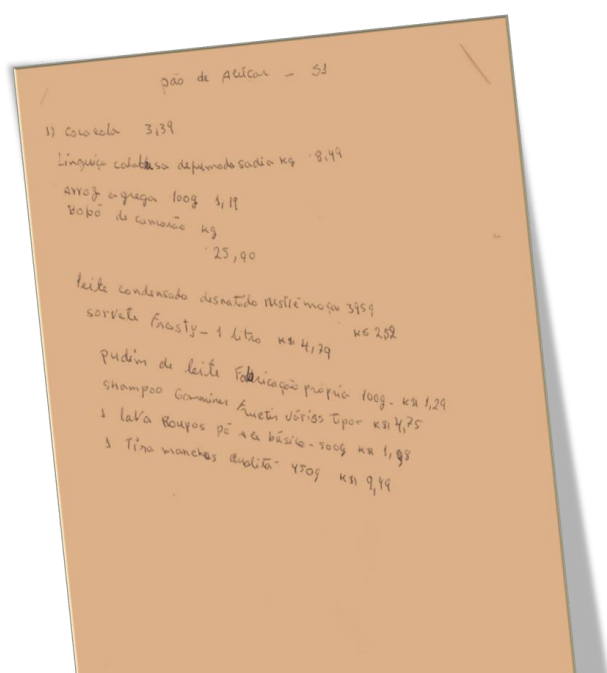 pão de Açúcar - S1
1) coca cola 3,39
Linguiça calabresa defumada sadia kg 8,49
arroz a grega 100g 1,19
Bobó de camarão kg
25,90
leite condensado desnatado Nestlé moça 395g
R$ 2,52
sorvete Frosty - 1 litro R$ 4,79
pudim de leite Fabricação própria 100g - R$ 1,29
shampoo Garnier Fructis vários tipos R$ 4,75
1 lava Roupas pó básico - 500g R$ 1,98
1 Tira manchas qualitá 450g R$ 9,49